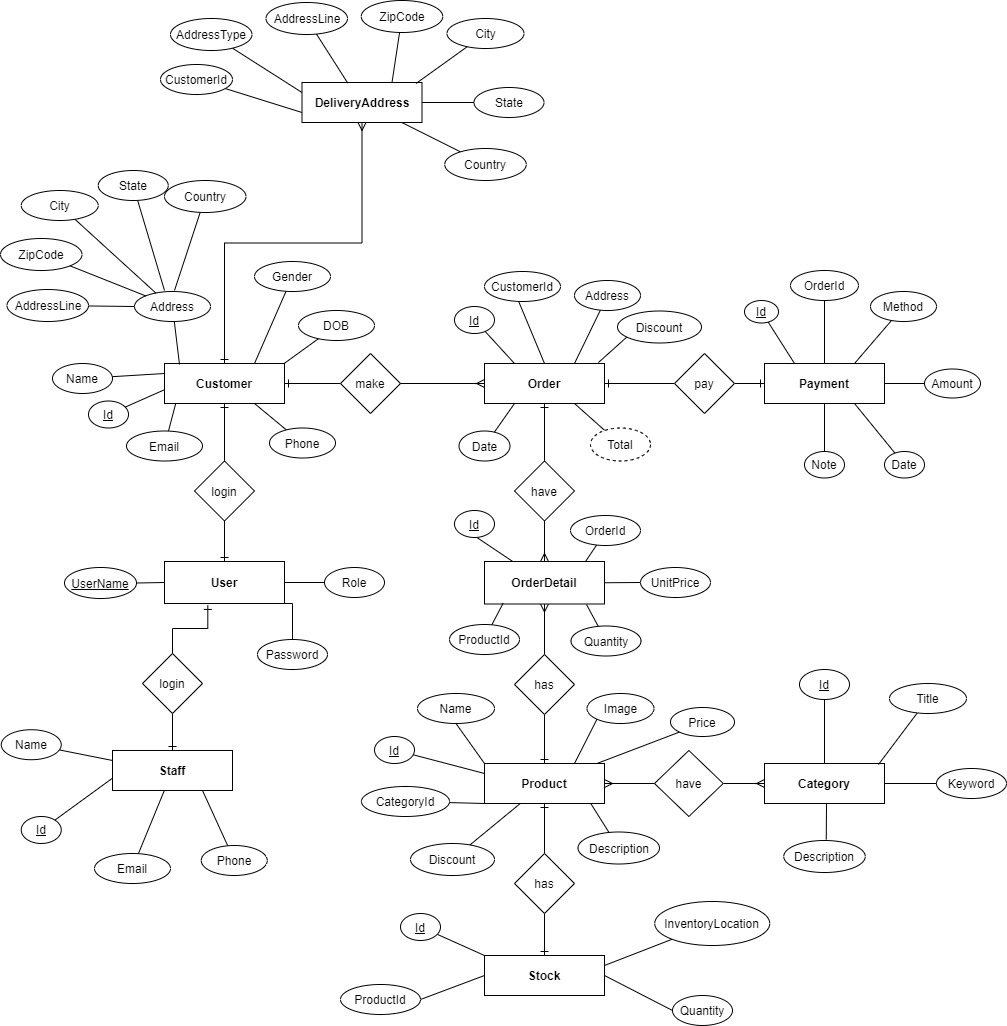 AddressLine
ZipCode
AddressType
City
CustomerId
DeliveryAddress
State
Country
State
Country
City
ZipCode
AddressLine
Address
Gender
CustomerId
Address
OrderId
Id
Discount
Id
Method
DOB
Name
Customer
make
Order
pay
Payment
Amount
Id
Email
Phone
Date
Total
Note
Date
login
have
Id
OrderId
UserName
User
Role
OrderDetail
UnitPrice
ProductId
Quantity
Password
login
has
Id
Title
Name
Image
Price
Name
Id
Staff
Product
have
Category
Keyword
CategoryId
Id
Discount
Description
Description
Email
Phone
has
Id
InventoryLocation
Stock
ProductId
Quantity